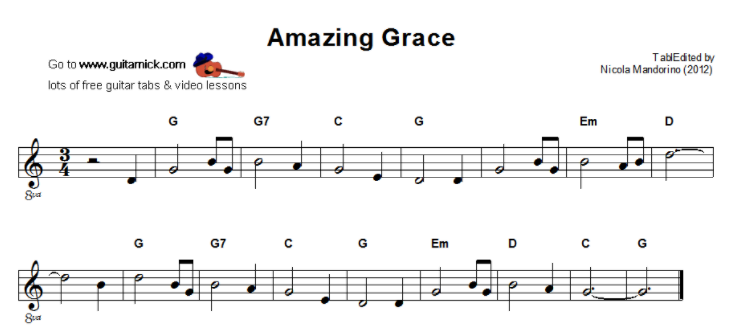 Amazing Grace
Go to www.guitarnick.com
lots of free guitar tabs & video lessons
TablEdited by
Nicola Mandorino (2012)
G G7 C G Em D
3
4
8va
G G7 C G Em D C G
8va